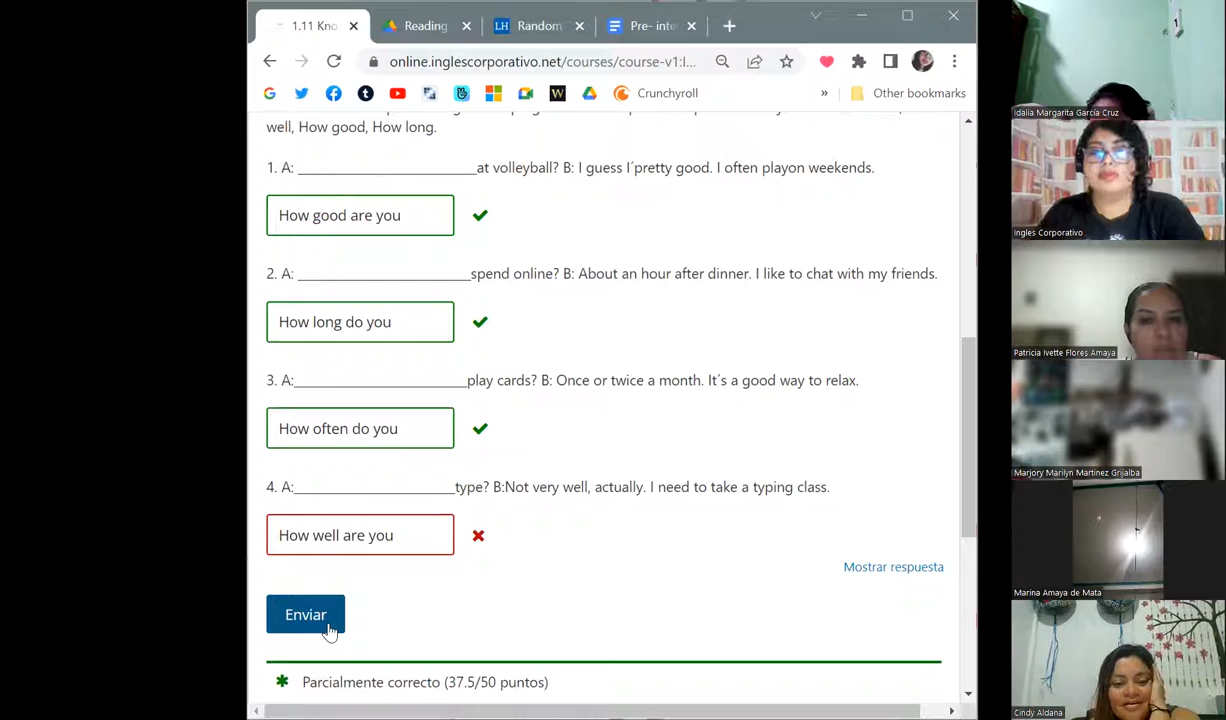 1.11 Kno
Reading
LH Random
Pre- inte
online.inglescorporativo.net/courses/course-v1:I...
Crunchyroll
»
Other bookmarks
well, How good, How long.
1. A: ______________________at volleyball? B: I guess I´pretty good. I often playon weekends.
How good are you
2. A: _____________________spend online? B: About an hour after dinner. I like to chat with my friends.
How long do you
3. A:_____________________play cards? B: Once or twice a month. It´s a good way to relax.
How often do you
4. A:____________________type? B:Not very well, actually. I need to take a typing class.
How well are you
Mostrar respuesta
Enviar
Parcialmente correcto (37.5/50 puntos)
Idalia Margarita García Cruz
Ingles Corporativo
Patricia Ivette Flores Amaya
Marjory Marilyn Martinez Grijalba
Marina Amaya de Mata
Cindy Aldana